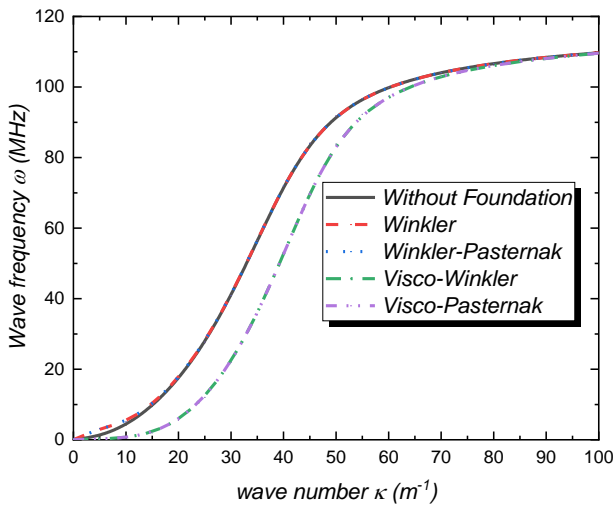 120
100
80
60
40
20
0
Wave frequency ω (MHz)
Without Foundation
Winkler
Winkler-Pasternak
Visco-Winkler
Visco-Pasternak
0 10 20 30 40 50 60 70 80 90 100
wave number κ (m⁻¹)